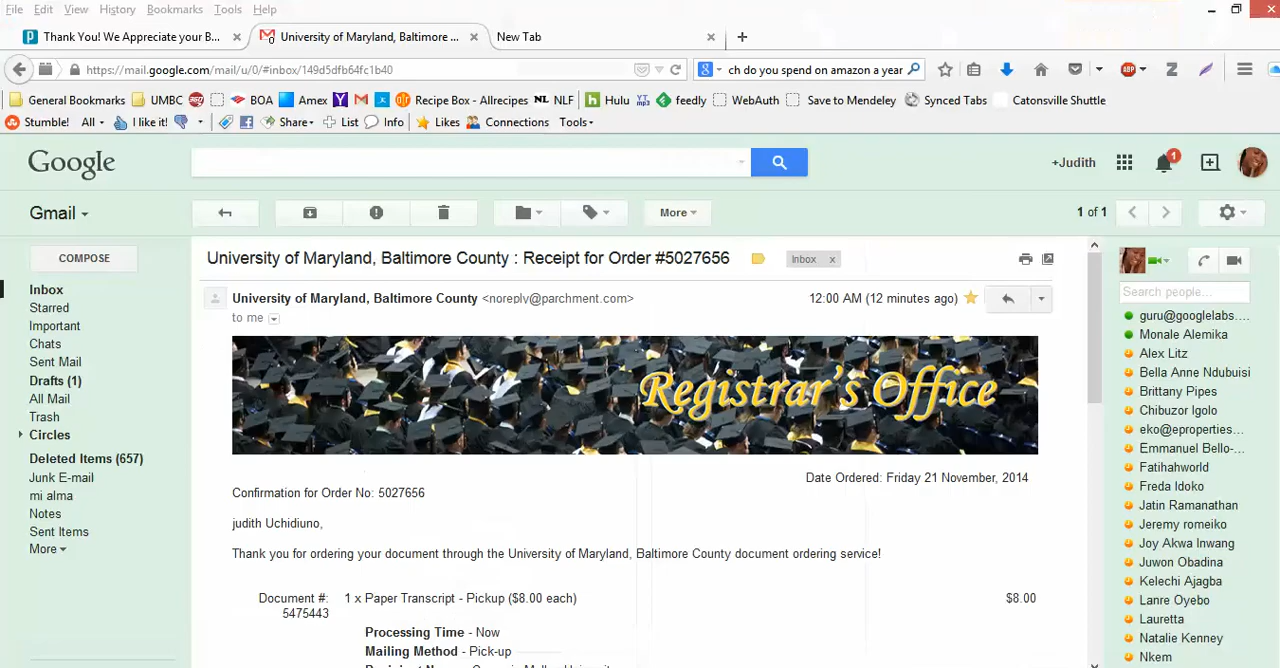 File Edit View History Bookmarks Tools Help
Thank You! We Appreciate your B... × University of Maryland, Baltimore ... × New Tab × +
https://mail.google.com/mail/u/0/#inbox/149d5dfb64fc1b40 ch do you spend on amazon a year ABP Z
General Bookmarks UMBC 360 BOA Amex Y M Recipe Box - Allrecipes NL NLF h Hulu feedly WebAuth Save to Mendeley Synced Tabs Catonsville Shuttle
Stumble! All I like it! Share List Info Likes Connections Tools
Google +Judith 1
Gmail More 1 of 1
COMPOSE
Inbox
Starred
Important
Chats
Sent Mail
Drafts (1)
All Mail
Trash
Circles
Deleted Items (657)
Junk E-mail
mi alma
Notes
Sent Items
More
University of Maryland, Baltimore County : Receipt for Order #5027656 Inbox x
University of Maryland, Baltimore County <noreply@parchment.com> 12:00 AM (12 minutes ago)
to me
Registrar's Office
Date Ordered: Friday 21 November, 2014
Confirmation for Order No: 5027656
judith Uchidiuno,
Thank you for ordering your document through the University of Maryland, Baltimore County document ordering service!
Document #: 1 x Paper Transcript - Pickup ($8.00 each) $8.00
5475443
Processing Time - Now
Mailing Method - Pick-up
Search people...
guru@googlelabs....
Monale Alemika
Alex Litz
Bella Anne Ndubuisi
Brittany Pipes
Chibuzor Igolo
eko@eproperties...
Emmanuel Bello-...
Fatihahworld
Freda Idoko
Jatin Ramanathan
Jeremy romeiko
Joy Akwa Inwang
Juwon Obadina
Kelechi Ajagba
Lanre Oyebo
Lauretta
Natalie Kenney
Nkem